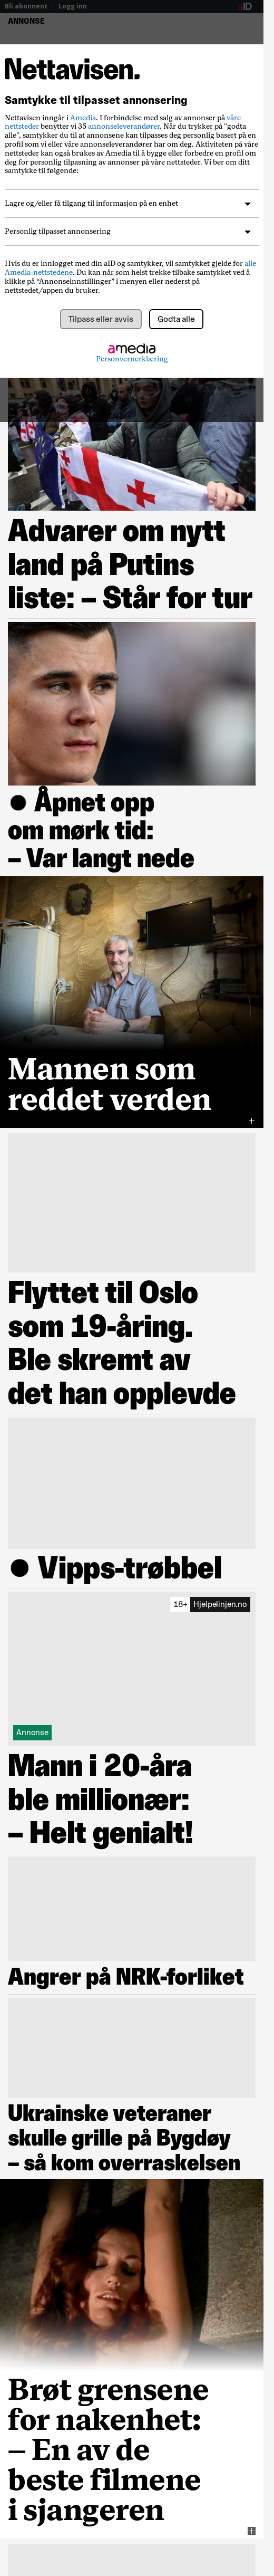 Bli abonnent | Logg inn
aID
ANNONSE
Nettavisen.
Samtykke til tilpasset annonsering
Nettavisen inngår i Amedia. I forbindelse med salg av annonser på våre
nettsteder benytter vi 35 annonseleverandører. Når du trykker på "godta
alle", samtykker du til at annonsene kan tilpasses deg personlig basert på en
profil som vi eller våre annonseleverandører har om deg. Aktiviteten på våre
nettsteder kan også brukes av Amedia til å bygge eller forbedre en profil om
deg for personlig tilpasning av annonser på våre nettsteder. Vi ber om ditt
samtykke til følgende:
Lagre og/eller få tilgang til informasjon på en enhet
Personlig tilpasset annonsering
Hvis du er innlogget med din aID og samtykker, vil samtykket gjelde for alle
Amedia-nettstedene. Du kan når som helst trekke tilbake samtykket ved å
klikke på “Annonseinnstillinger” i menyen eller nederst på
nettstedet/appen du bruker.
Tilpass eller avvis
Godta alle
amedia
Personvernerklæring
Advarer om nytt
land på Putins
liste: – Står for tur
● Åpnet opp
om mørk tid:
– Var langt nede
Mannen som
reddet verden
Flyttet til Oslo
som 19-åring.
Ble skremt av
det han opplevde
● Vipps-trøbbel
18+ Hjelpelinjen.no
Annonse
Mann i 20-åra
ble millionær:
– Helt genialt!
Angrer på NRK-forliket
Ukrainske veteraner
skulle grille på Bygdøy
– så kom overraskelsen
Brøt grensene
for nakenhet:
– En av de
beste filmene
i sjangeren